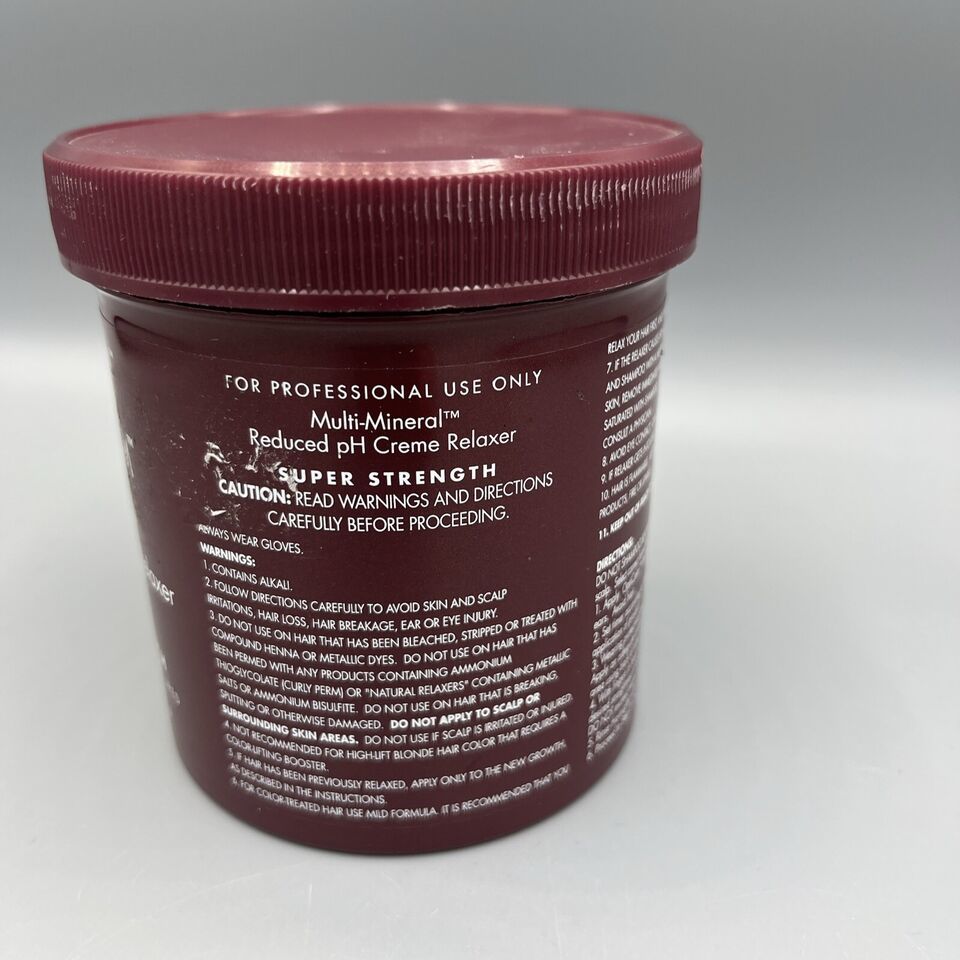 FOR PROFESSIONAL USE ONLY
Multi-Mineral™
Reduced pH Creme Relaxer
SUPER STRENGTH
CAUTION: READ WARNINGS AND DIRECTIONS
CAREFULLY BEFORE PROCEEDING.
ALWAYS WEAR GLOVES.
WARNINGS:
1. CONTAINS ALKALI.
2. FOLLOW DIRECTIONS CAREFULLY TO AVOID SKIN AND SCALP
IRRITATIONS, HAIR LOSS, HAIR BREAKAGE, EAR OR EYE INJURY.
3. DO NOT USE ON HAIR THAT HAS BEEN BLEACHED, STRIPPED OR TREATED WITH
COMPOUND HENNA OR METALLIC DYES. DO NOT USE ON HAIR THAT HAS
BEEN PERMED WITH ANY PRODUCTS CONTAINING AMMONIUM
THIOGLYCOLATE (CURLY PERM) OR "NATURAL RELAXERS" CONTAINING METALLIC
SALTS OR AMMONIUM BISULFITE. DO NOT USE ON HAIR THAT IS BREAKING,
SPLITTING OR OTHERWISE DAMAGED. DO NOT APPLY TO SCALP OR
SURROUNDING SKIN AREAS. DO NOT USE IF SCALP IS IRRITATED OR INJURED.
4. NOT RECOMMENDED FOR HIGH-LIFT BLONDE HAIR COLOR THAT REQUIRES A
COLOR-LIFTING BOOSTER.
5. IF HAIR HAS BEEN PREVIOUSLY RELAXED, APPLY ONLY TO THE NEW GROWTH,
AS DESCRIBED IN THE INSTRUCTIONS.
6. FOR COLOR-TREATED HAIR USE MILD FORMULA. IT IS RECOMMENDED THAT YOU
RELAX YOUR HAIR FIRST
7. IF THE RELAXER
AND SHAMPOO WITH
SKIN, REMOVE
SATURATED WITH
CONSULT A PHYSICIAN.
8. AVOID EYE CONTACT
9. IF RELAXER GETS
10. HAIR IS
PRODUCTS,
11. KEEP OUT OF
DIRECTIONS:
DO NOT